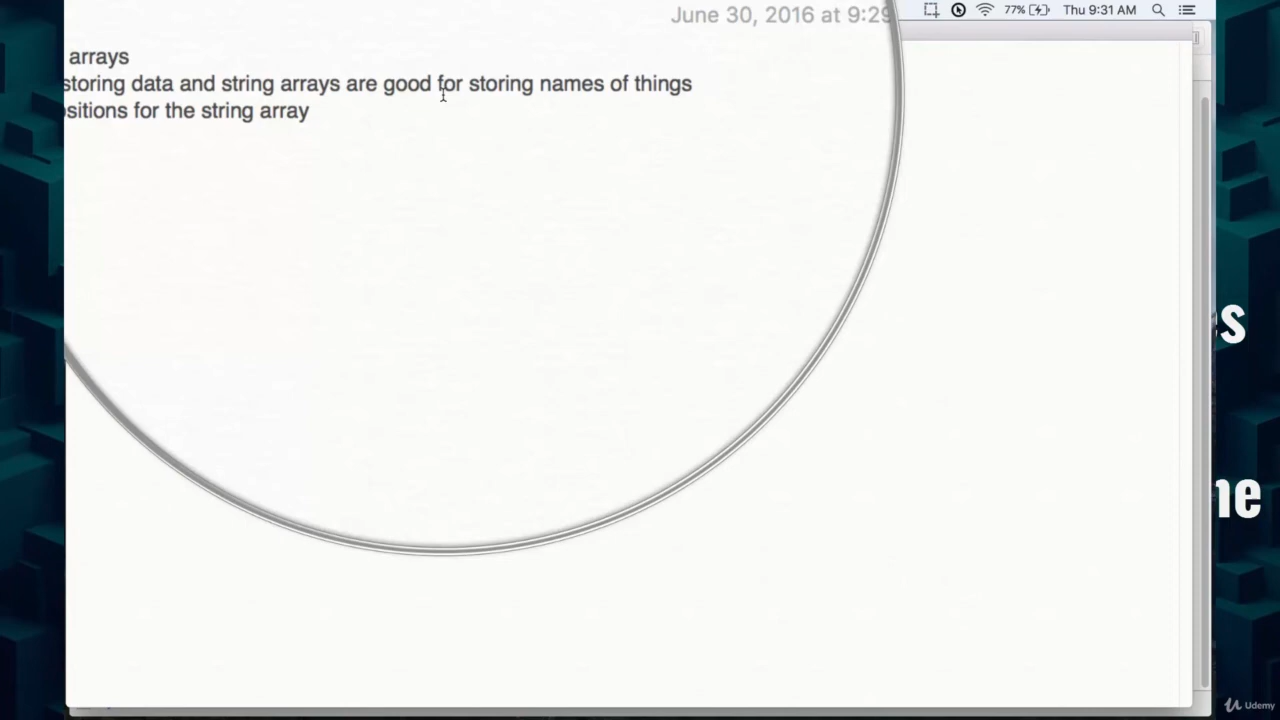 June 30, 2016 at 9:29
77%
Thu 9:31 AM
arrays
storing data and string arrays are good for storing names of things
sitions for the string array
Udemy